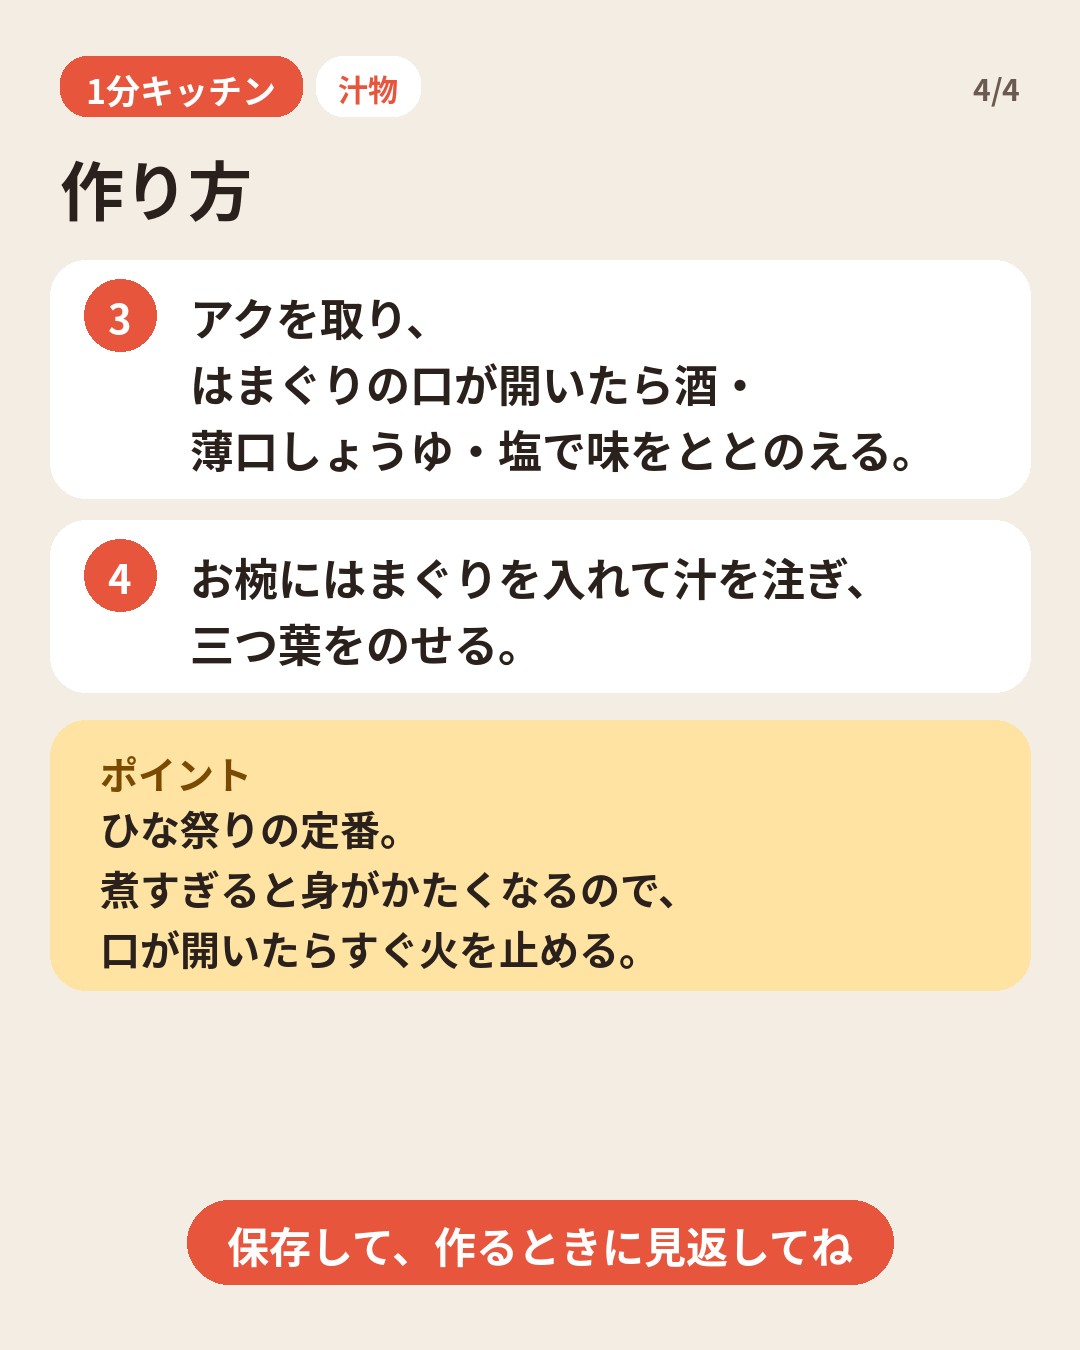 1分キッチン 汁物 4/4
作り方
3 アクを取り、
はまぐりの口が開いたら酒・
薄口しょうゆ・塩で味をととのえる。
4 お椀にはまぐりを入れて汁を注ぎ、
三つ葉をのせる。
ポイント
ひな祭りの定番。
煮すぎると身がかたくなるので、
口が開いたらすぐ火を止める。
保存して、作るときに見返してね